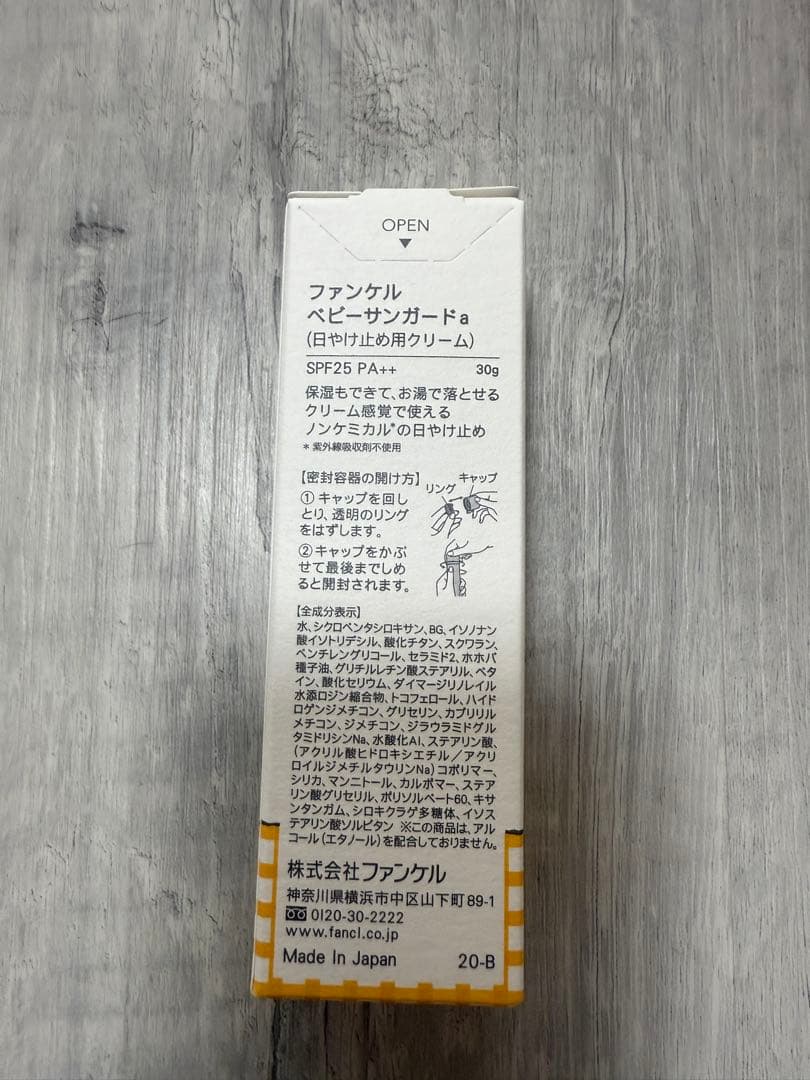 OPEN
▼
ファンケル
ベビーサンガードa
(日やけ止め用クリーム)
SPF25 PA++ 30g
保湿もできて、お湯で落とせる
クリーム感覚で使える
ノンケミカル*の日やけ止め
* 紫外線吸収剤不使用
【密封容器の開け方】
リング
キャップ
①キャップを回し
とり、透明のリング
をはずします。
②キャップをかぶ
せて最後までしめ
ると開封されます。
【全成分表示】
水、シクロペンタシロキサン、BG、イソノナン
酸イソトリデシル、酸化チタン、スクワラン、
ペンチレングリコール、セラミド2、ホホバ
種子油、グリチルレチン酸ステアリル、ベタ
イン、酸化セリウム、ダイマージリノレイル
水添ロジン縮合物、トコフェロール、ハイド
ロゲンジメチコン、グリセリン、カプリリル
メチコン、ジメチコン、ジラウラミドグル
タミドリシンNa、水酸化Al、ステアリン酸、
(アクリル酸ヒドロキシエチル/アクリ
ロイルジメチルタウリンNa)コポリマー、
シリカ、マンニトール、カルボマー、ステア
リン酸グリセリル、ポリソルベート60、キサ
ンタンガム、シロキクラゲ多糖体、イソス
テアリン酸ソルビタン ※この商品は、アル
コール(エタノール)を配合しておりません。
株式会社ファンケル
神奈川県横浜市中区山下町89-1
0120-30-2222
www.fancl.co.jp
Made In Japan 20-B